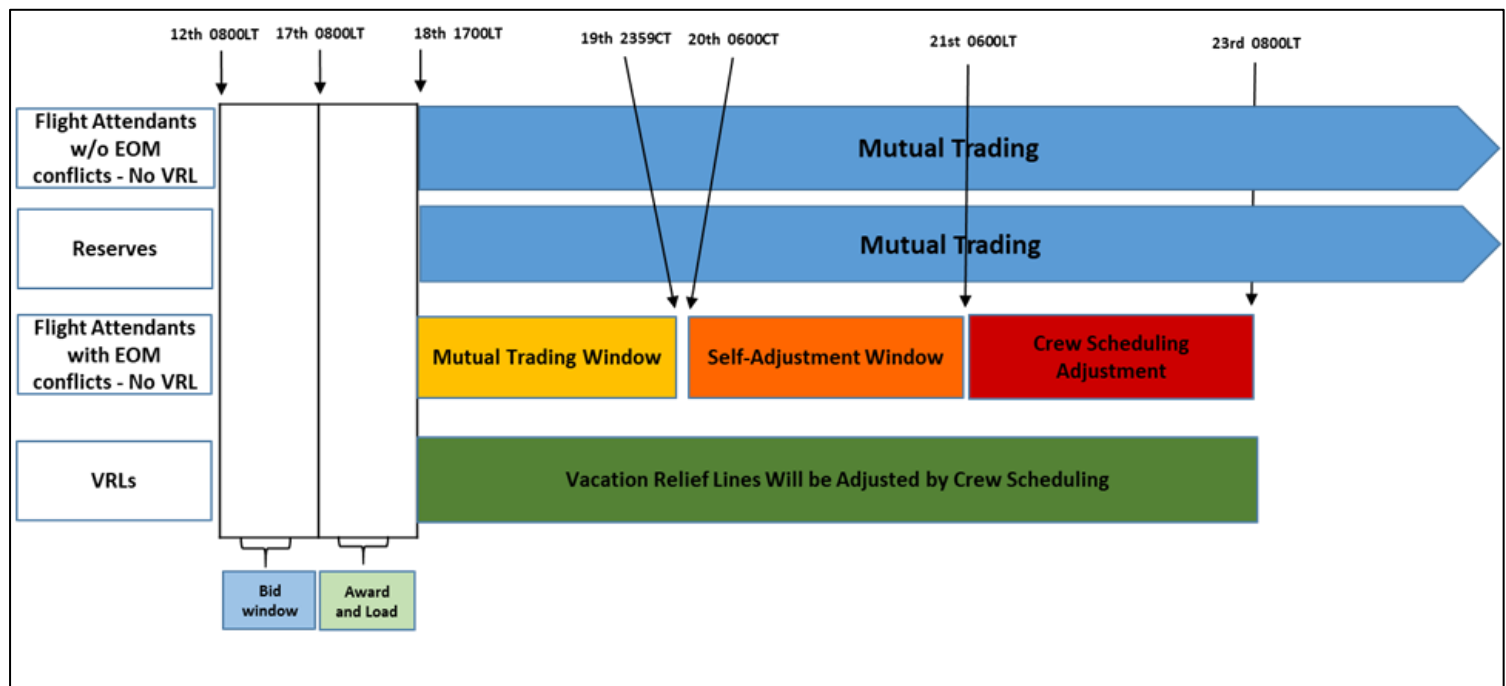 12th 0800LT
17th 0800LT
18th 1700LT
19th 2359CT
20th 0600CT
21st 0600LT
23rd 0800LT
Flight Attendants
w/o EOM
conflicts - No VRL
Mutual Trading
Reserves
Mutual Trading
Flight Attendants
with EOM
conflicts - No VRL
Mutual Trading Window
Self-Adjustment Window
Crew Scheduling
Adjustment
VRLs
Vacation Relief Lines Will be Adjusted by Crew Scheduling
Bid
window
Award
and Load